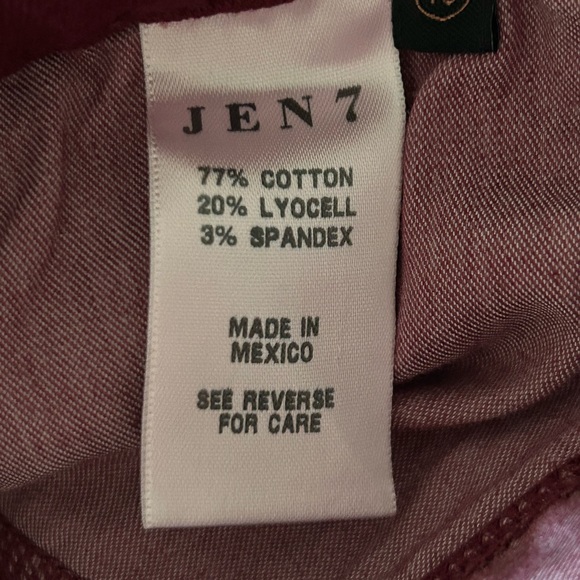 JEN7
77% COTTON
20% LYOCELL
3% SPANDEX
MADE IN
MEXICO
SEE REVERSE
FOR CARE